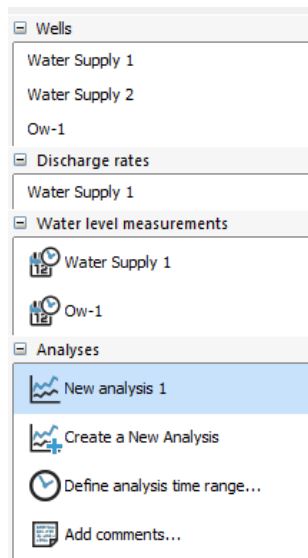 Wells
Water Supply 1
Water Supply 2
Ow-1
Discharge rates
Water Supply 1
Water level measurements
Water Supply 1
Ow-1
Analyses
New analysis 1
Create a New Analysis
Define analysis time range...
Add comments...